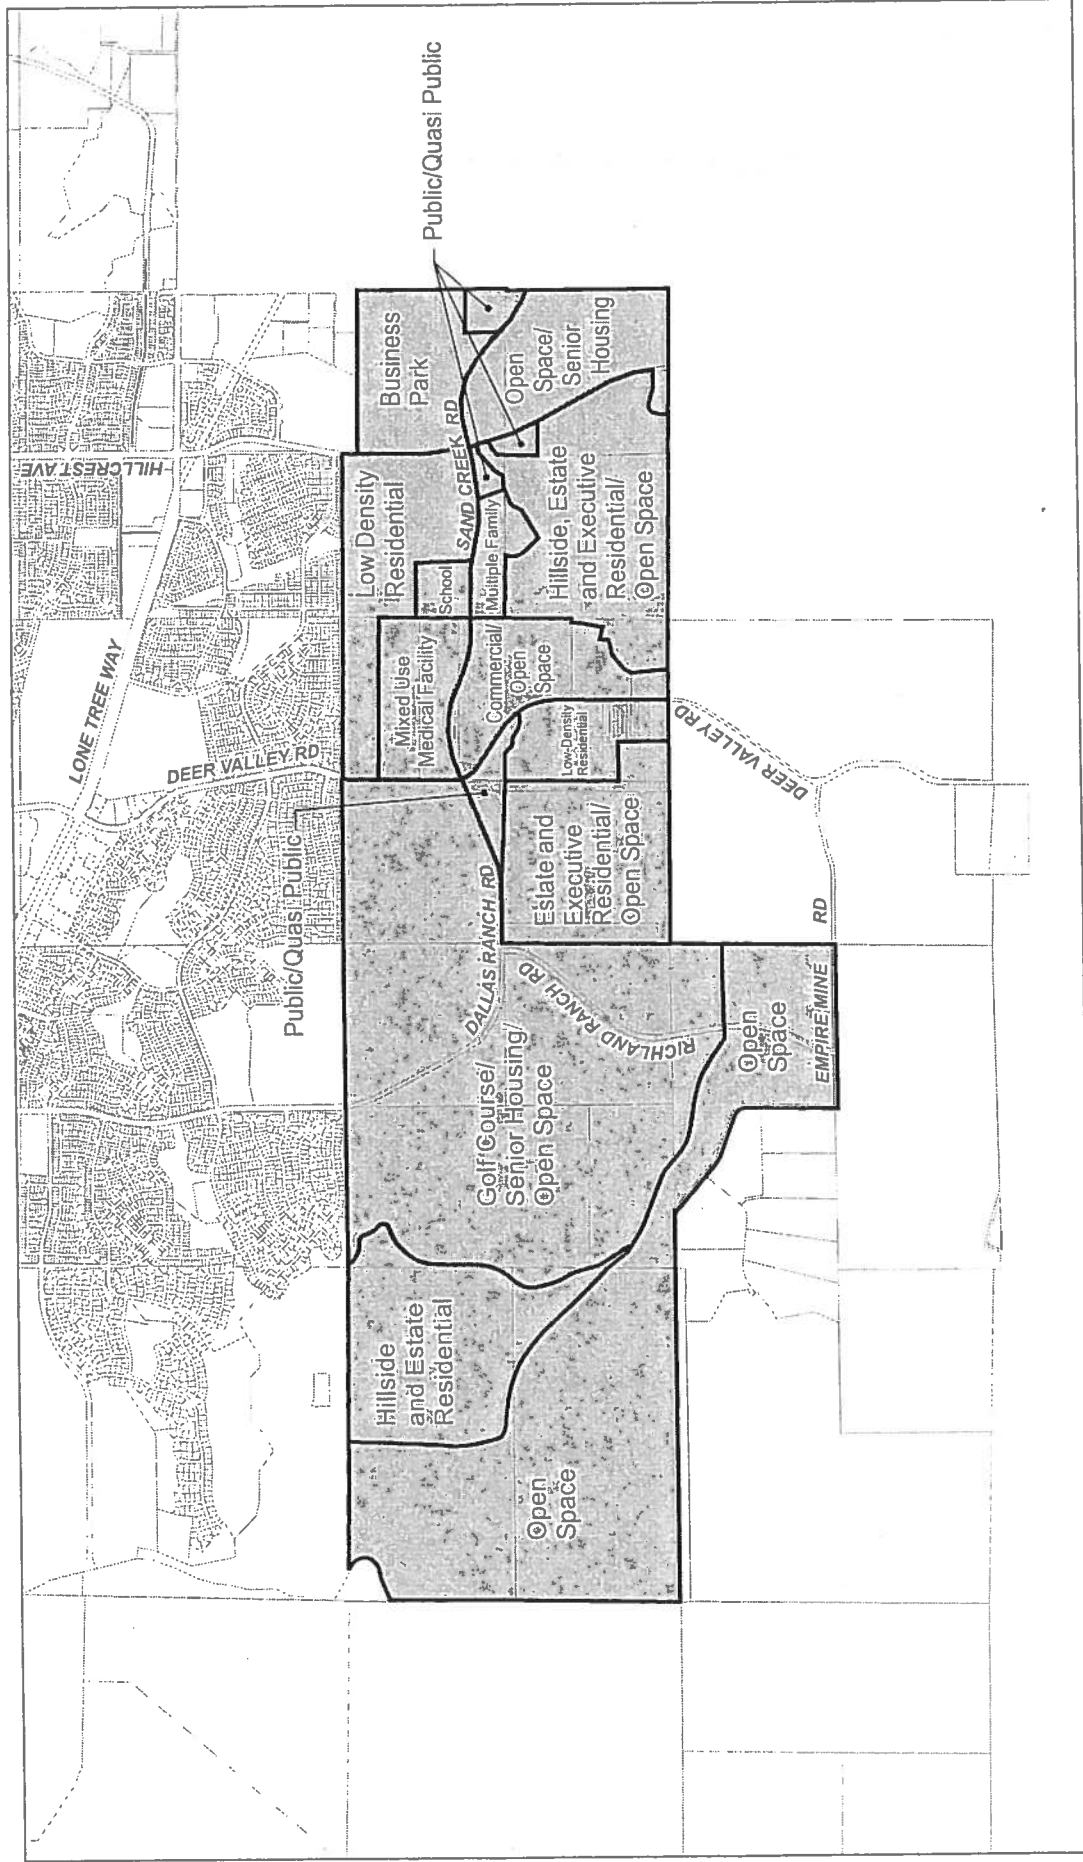 LONE TREE WAY
HILLCREST AVE
DEER VALLEY RD
Public/Quasi Public
Public/Quasi Public
Hillside
and Estate
Residential
Open
Space
Golf Course/
Senior Housing/
Open Space
DALLAS RANCH RD
RICHLAND RANCH RD
Open
Space
EMPIRE MINE
RD
Estate and
Executive
Residential/
Open Space
Low-Density
Residential
Mixed Use
Medical Facility
Commercial/
Open
Space
Low Density
Residential
School
SAND CREEK RD
Multiple Family
Hillside, Estate
and Executive
Residential/
Open Space
Business
Park
Open
Space/
Senior
Housing
DEER VALLEY RD